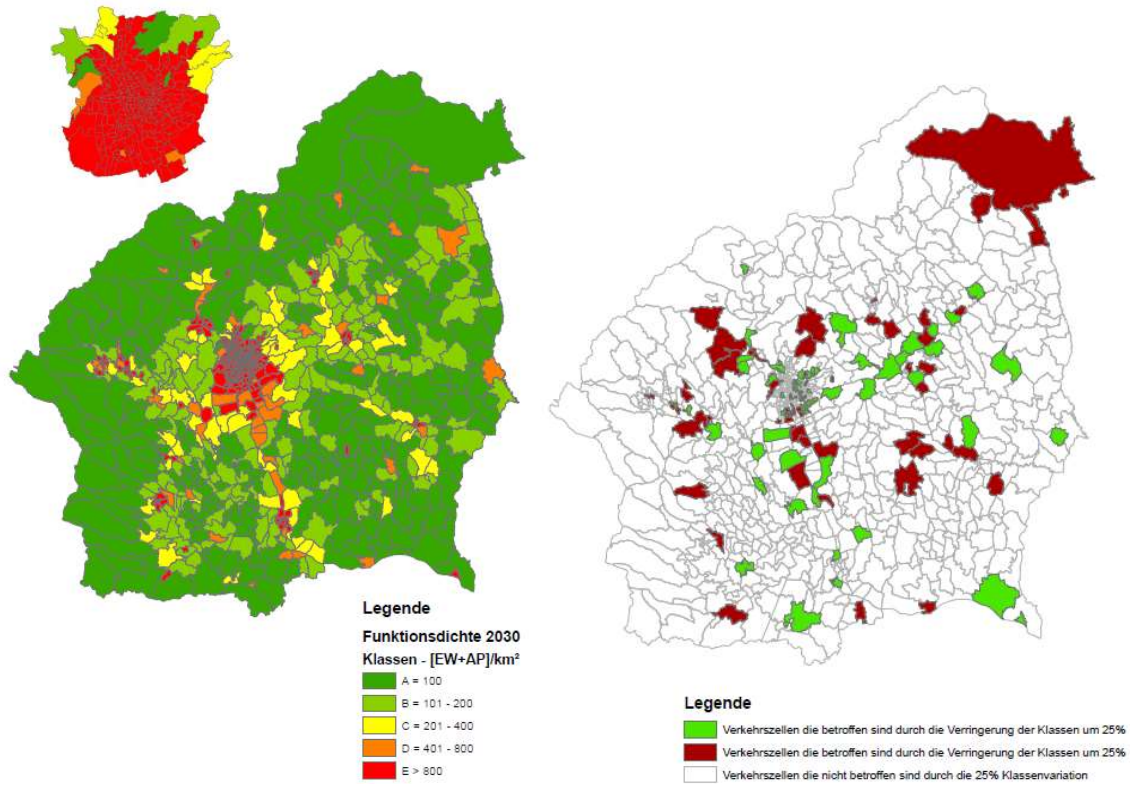 Legende
Funktionsdichte 2030
Klassen - [EW+AP]/km²
A = 100
B = 101 - 200
C = 201 - 400
D = 401 - 800
E > 800
Legende
Verkehrszellen die betroffen sind durch die Verringerung der Klassen um 25%
Verkehrszellen die betroffen sind durch die Verringerung der Klassen um 25%
Verkehrszellen die nicht betroffen sind durch die 25% Klassenvariation